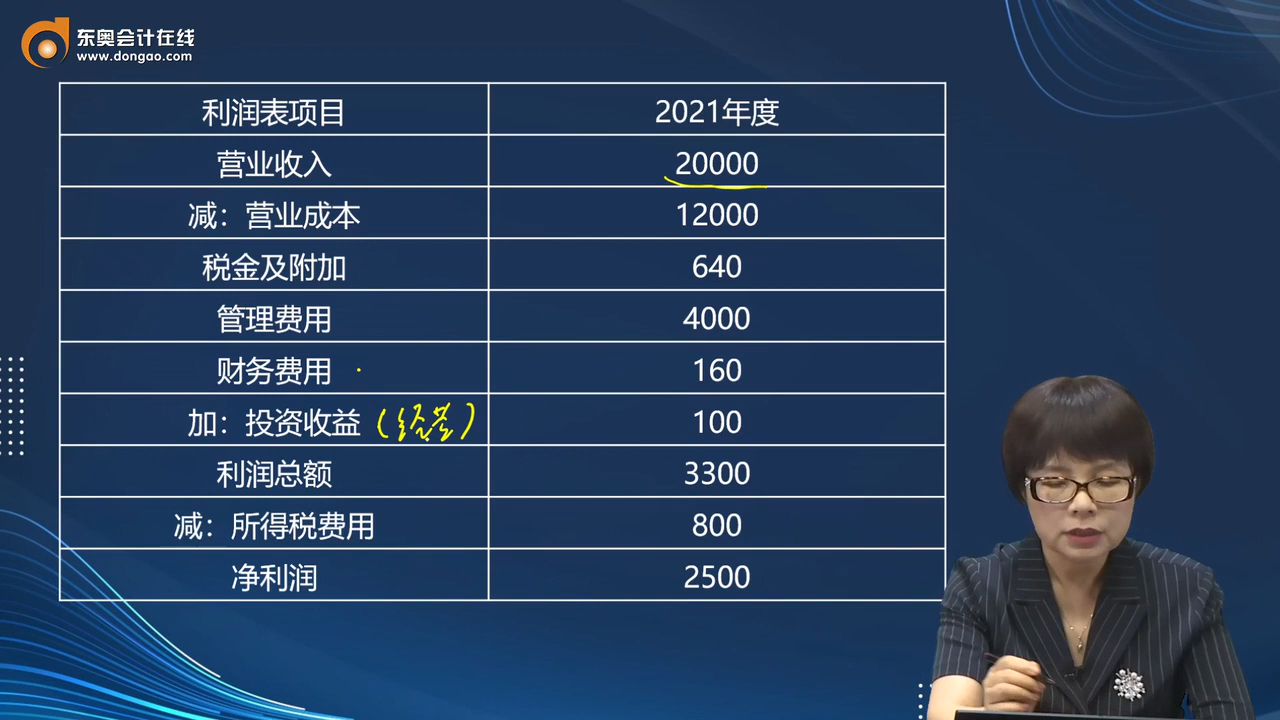 东奥会计在线
www.dongao.com
利润表项目 2021年度
营业收入 20000
减：营业成本 12000
税金及附加 640
管理费用 4000
财务费用 160
加：投资收益（经营） 100
利润总额 3300
减：所得税费用 800
净利润 2500